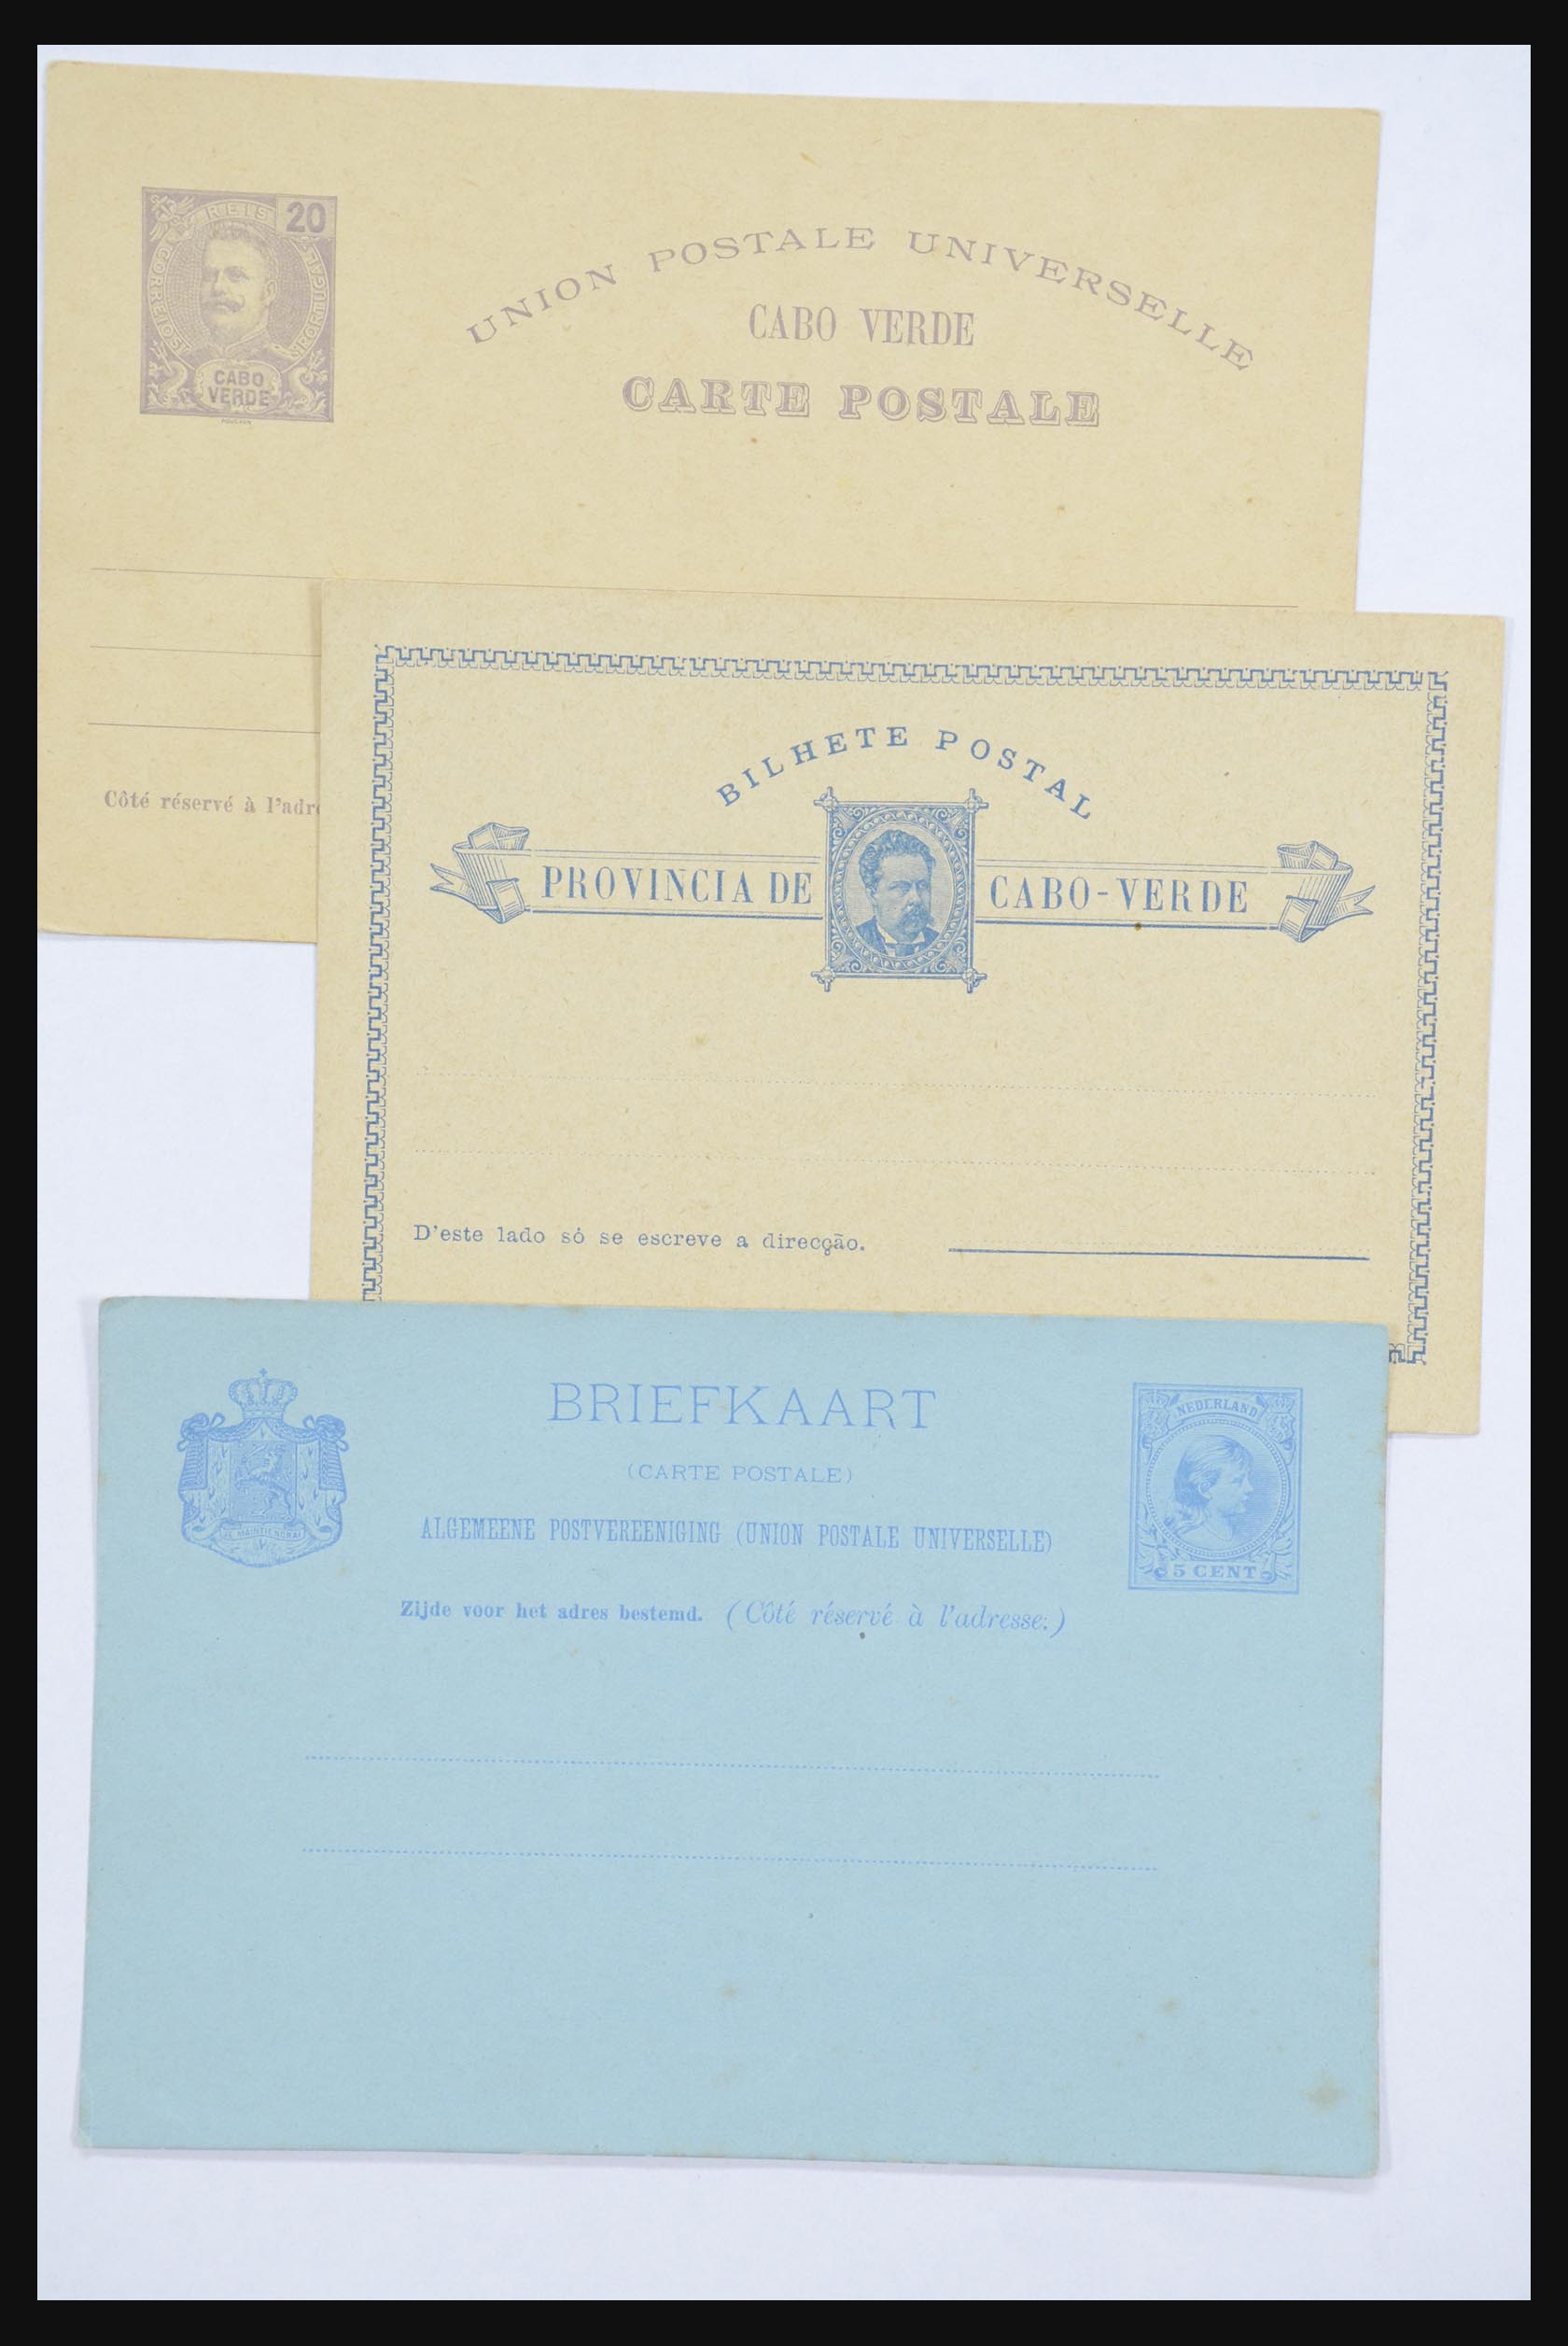 REIS
20
CORREIOS
PORTUGAL
CABO
VERDE
MOUCHON
UNION POSTALE UNIVERSELLE
CABO VERDE
CARTE POSTALE
Côté réservé à l'adre
BILHETE POSTAL
PROVINCIA DE CABO-VERDE
D'este lado só se escreve a direcção.
BRIEFKAART
(CARTE POSTALE)
ALGEMEENE POSTVEREENIGING (UNION POSTALE UNIVERSELLE)
Zijde voor het adres bestemd. (Côté réservé à l'adresse.)
JE MAINTIENDRAI
NEDERLAND
5 CENT